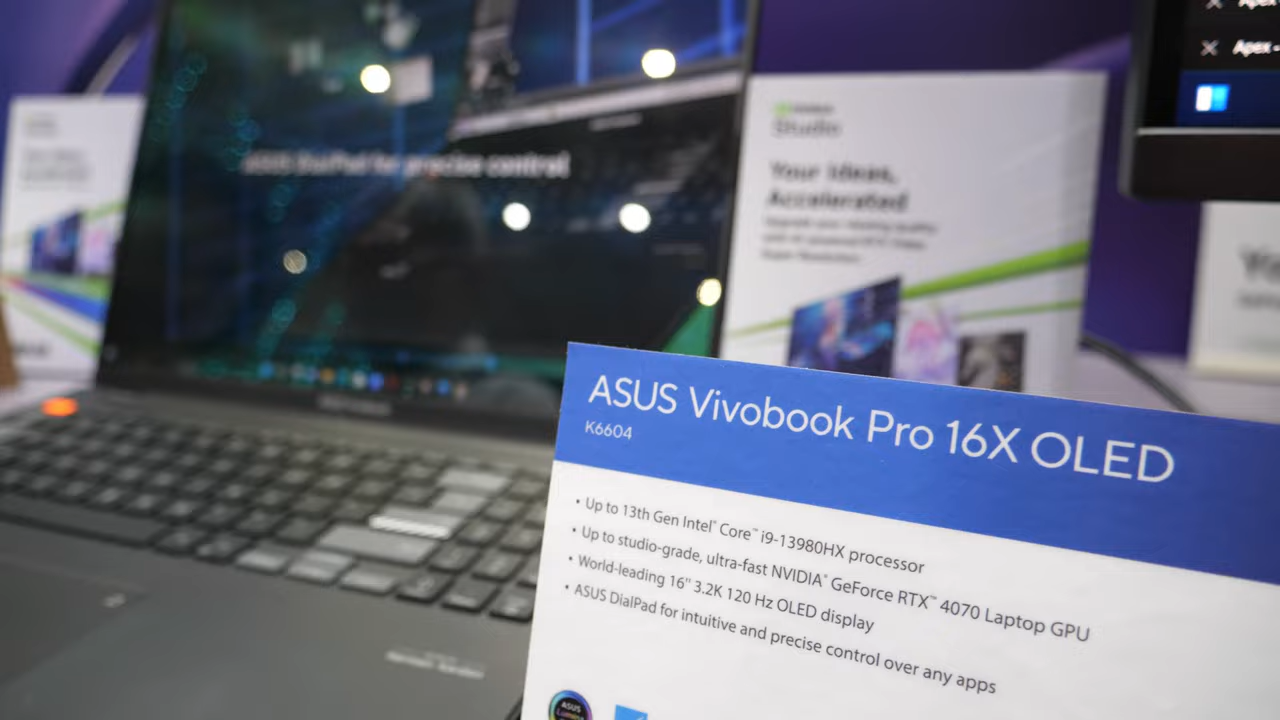 Apex -
ASUS DialPad for precise control
Studio
Your Ideas,
Accelerated
ASUS Vivobook Pro 16X OLED
K6604
• Up to 13th Gen Intel® Core™ i9-13980HX processor
• Up to studio-grade, ultra-fast NVIDIA® GeForce RTX™ 4070 Laptop GPU
• World-leading 16" 3.2K 120 Hz OLED display
• ASUS DialPad for intuitive and precise control over any apps
ASUS